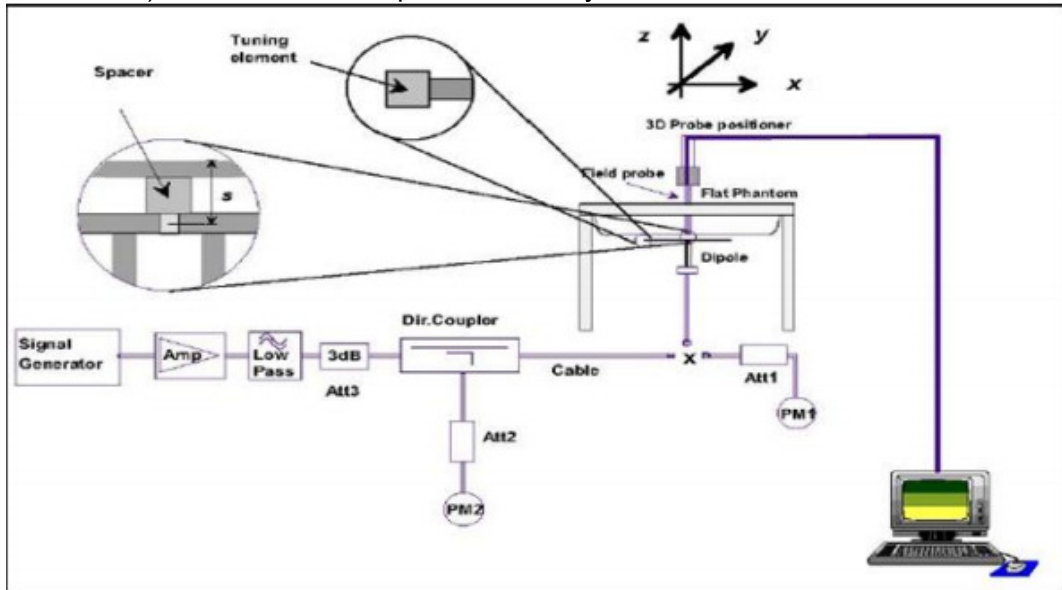 Tuning
element
Spacer
s
z
y
x
3D Probe positioner
Field probe
Flat Phantom
Dipole
Signal
Generator
Amp
Low
Pass
3dB
Att3
Dir.Coupler
Cable
x
Att1
PM1
Att2
PM2